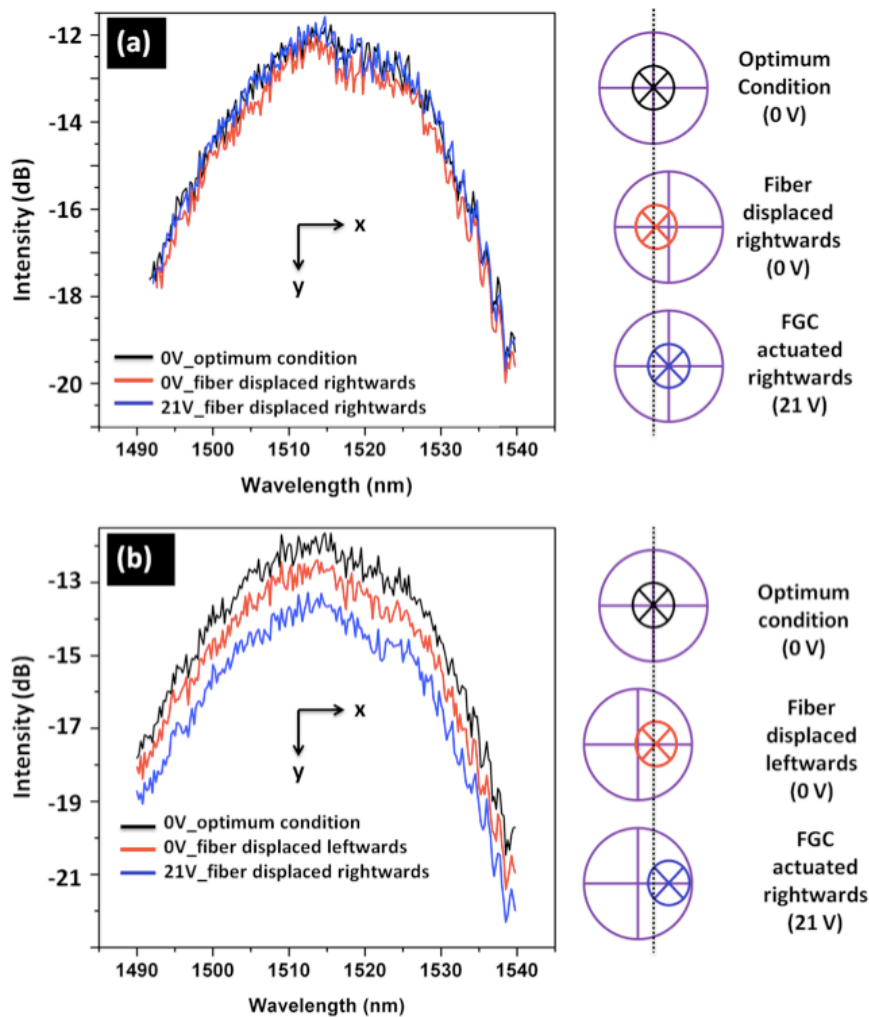 (a)
Intensity (dB)
-12
-14
-16
-18
-20
x
y
0V_optimum condition
0V_fiber displaced rightwards
21V_fiber displaced rightwards
1490 1500 1510 1520 1530 1540
Wavelength (nm)
Optimum
Condition
(0 V)
Fiber
displaced
rightwards
(0 V)
FGC
actuated
rightwards
(21 V)
(b)
Intensity (dB)
-13
-15
-17
-19
-21
x
y
0V_optimum condition
0V_fiber displaced leftwards
21V_fiber displaced rightwards
1490 1500 1510 1520 1530 1540
Wavelength (nm)
Optimum
condition
(0 V)
Fiber
displaced
leftwards
(0 V)
FGC
actuated
rightwards
(21 V)